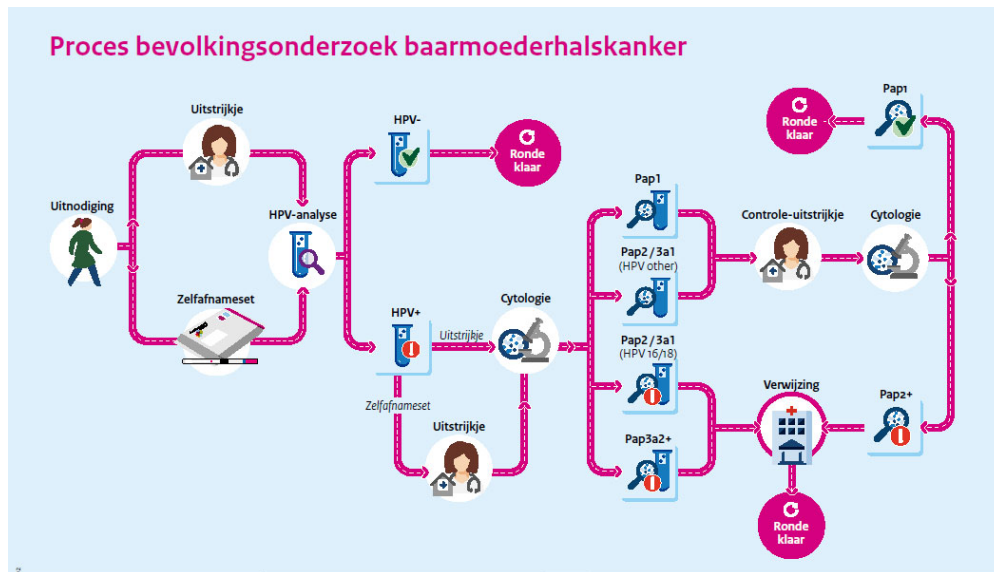 Proces bevolkingsonderzoek baarmoederhalskanker
Uitnodiging
Uitstrijkje
Zelfafnameset
HPV-analyse
HPV-
Ronde
klaar
HPV+
Uitstrijkje
Zelfafnameset
Uitstrijkje
Cytologie
Pap1
Pap2 / 3a1
(HPV other)
Pap2 / 3a1
(HPV 16/18)
Pap3a2+
Controle-uitstrijkje
Cytologie
Pap1
Ronde
klaar
Pap2+
Verwijzing
Ronde
klaar